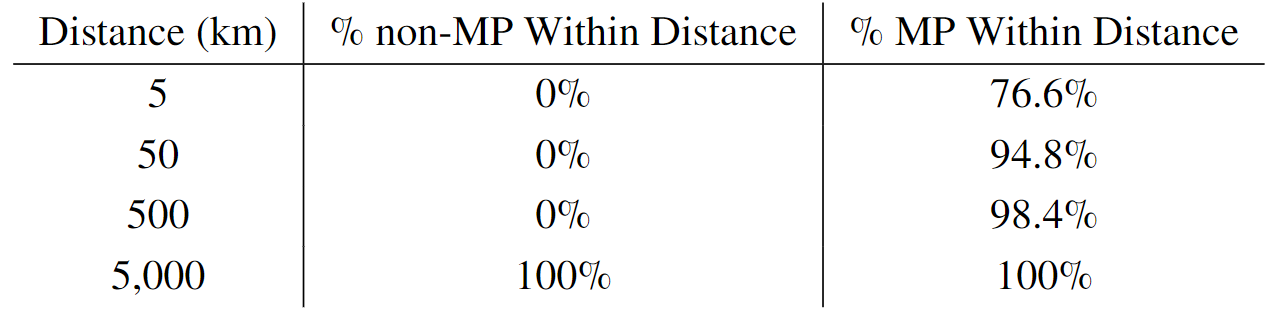 Distance (km) % non-MP Within Distance % MP Within Distance
5 0% 76.6%
50 0% 94.8%
500 0% 98.4%
5,000 100% 100%